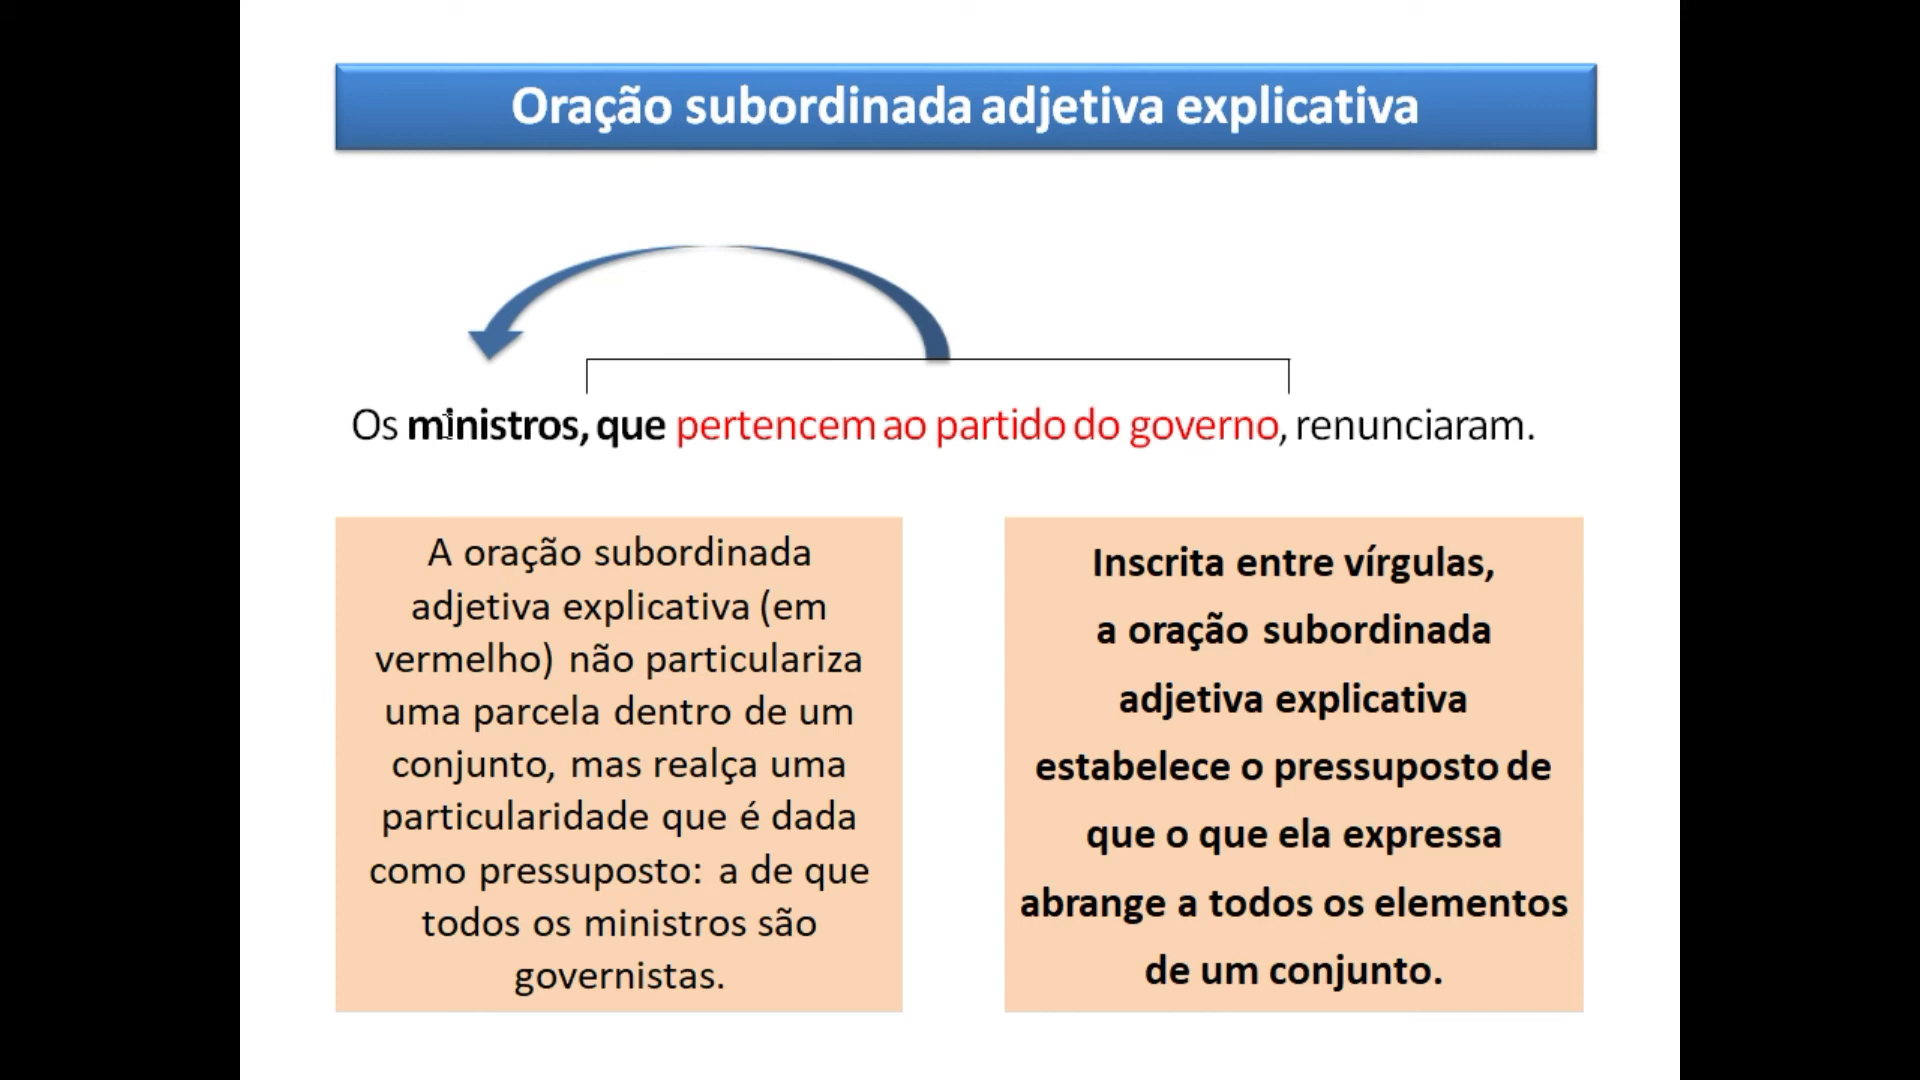 Oração subordinada adjetiva explicativa
Os ministros, que pertencem ao partido do governo, renunciaram.
A oração subordinada
adjetiva explicativa (em
vermelho) não particulariza
uma parcela dentro de um
conjunto, mas realça uma
particularidade que é dada
como pressuposto: a de que
todos os ministros são
governistas.
Inscrita entre vírgulas,
a oração subordinada
adjetiva explicativa
estabelece o pressuposto de
que o que ela expressa
abrange a todos os elementos
de um conjunto.